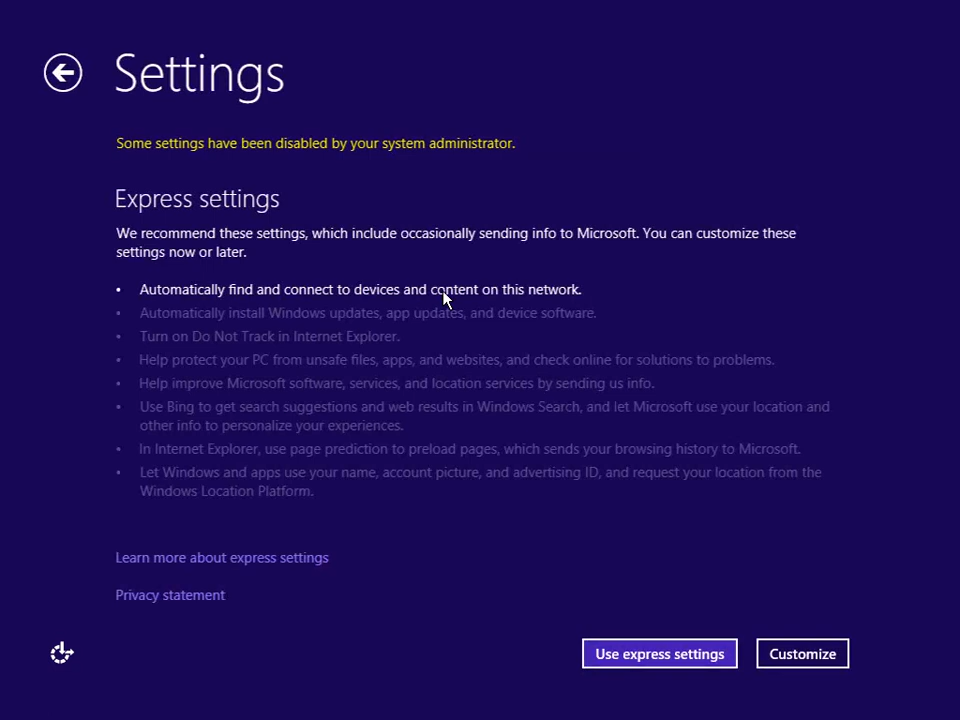 Settings
Some settings have been disabled by your system administrator.
Express settings
We recommend these settings, which include occasionally sending info to Microsoft. You can customize these
settings now or later.
• Automatically find and connect to devices and content on this network.
• Automatically install Windows updates, app updates, and device software.
• Turn on Do Not Track in Internet Explorer.
• Help protect your PC from unsafe files, apps, and websites, and check online for solutions to problems.
• Help improve Microsoft software, services, and location services by sending us info.
• Use Bing to get search suggestions and web results in Windows Search, and let Microsoft use your location and
other info to personalize your experiences.
• In Internet Explorer, use page prediction to preload pages, which sends your browsing history to Microsoft.
• Let Windows and apps use your name, account picture, and advertising ID, and request your location from the
Windows Location Platform.
Learn more about express settings
Privacy statement
Use express settings
Customize